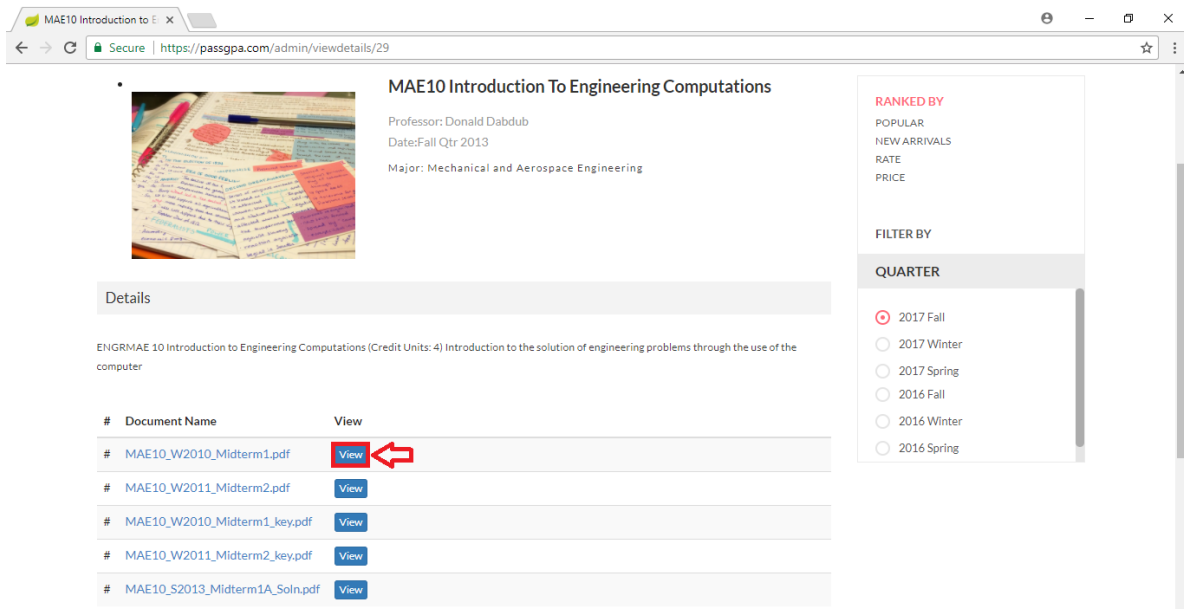 MAE10 Introduction to E
Secure https://passgpa.com/admin/viewdetails/29
MAE10 Introduction To Engineering Computations
Professor: Donald Dabdub
Date:Fall Qtr 2013
Major: Mechanical and Aerospace Engineering
RANKED BY
POPULAR
NEW ARRIVALS
RATE
PRICE
FILTER BY
QUARTER
2017 Fall
2017 Winter
2017 Spring
2016 Fall
2016 Winter
2016 Spring
Details
ENGRMAE 10 Introduction to Engineering Computations (Credit Units: 4) Introduction to the solution of engineering problems through the use of the
computer
# Document Name View
# MAE10_W2010_Midterm1.pdf View
# MAE10_W2011_Midterm2.pdf View
# MAE10_W2010_Midterm1_key.pdf View
# MAE10_W2011_Midterm2_key.pdf View
# MAE10_S2013_Midterm1A_Soln.pdf View